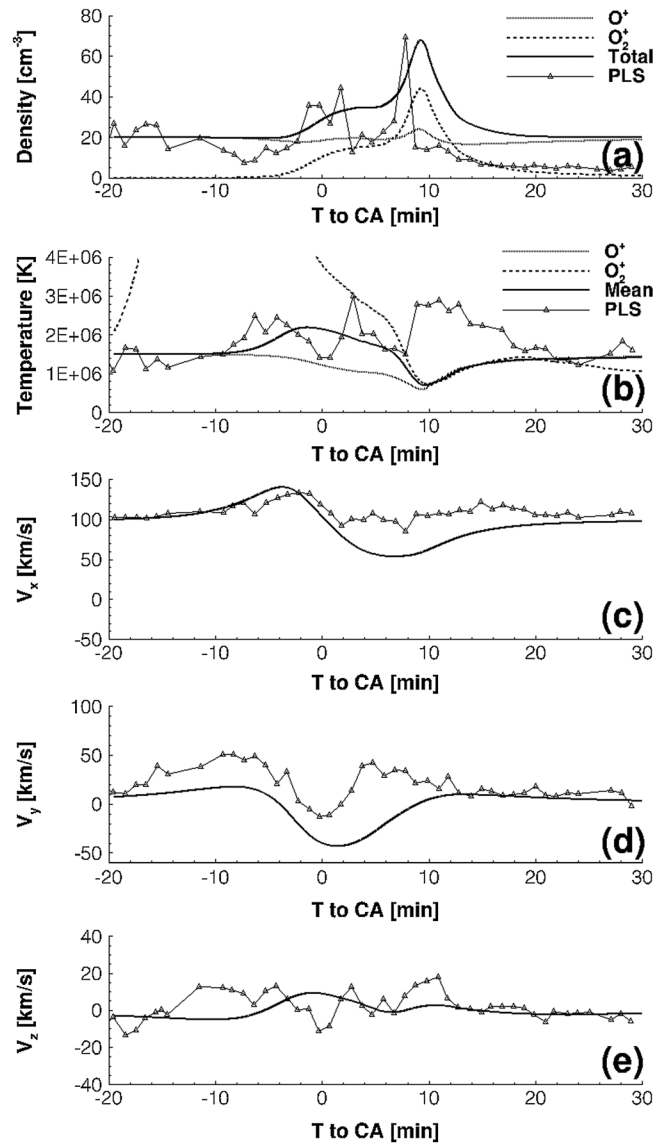 O⁺
O₂⁺
Total
PLS
Density [cm⁻³]
80
60
40
20
0
(a)
-20 -10 0 10 20 30
T to CA [min]
O⁺
O₂⁺
Mean
PLS
Temperature [K]
4E+06
3E+06
2E+06
1E+06
0
(b)
-20 -10 0 10 20 30
T to CA [min]
Vₓ [km/s]
150
100
50
0
-50
(c)
-20 -10 0 10 20 30
T to CA [min]
Vᵧ [km/s]
100
50
0
-50
(d)
-20 -10 0 10 20 30
T to CA [min]
V_z [km/s]
40
20
0
-20
-40
(e)
-20 -10 0 10 20 30
T to CA [min]